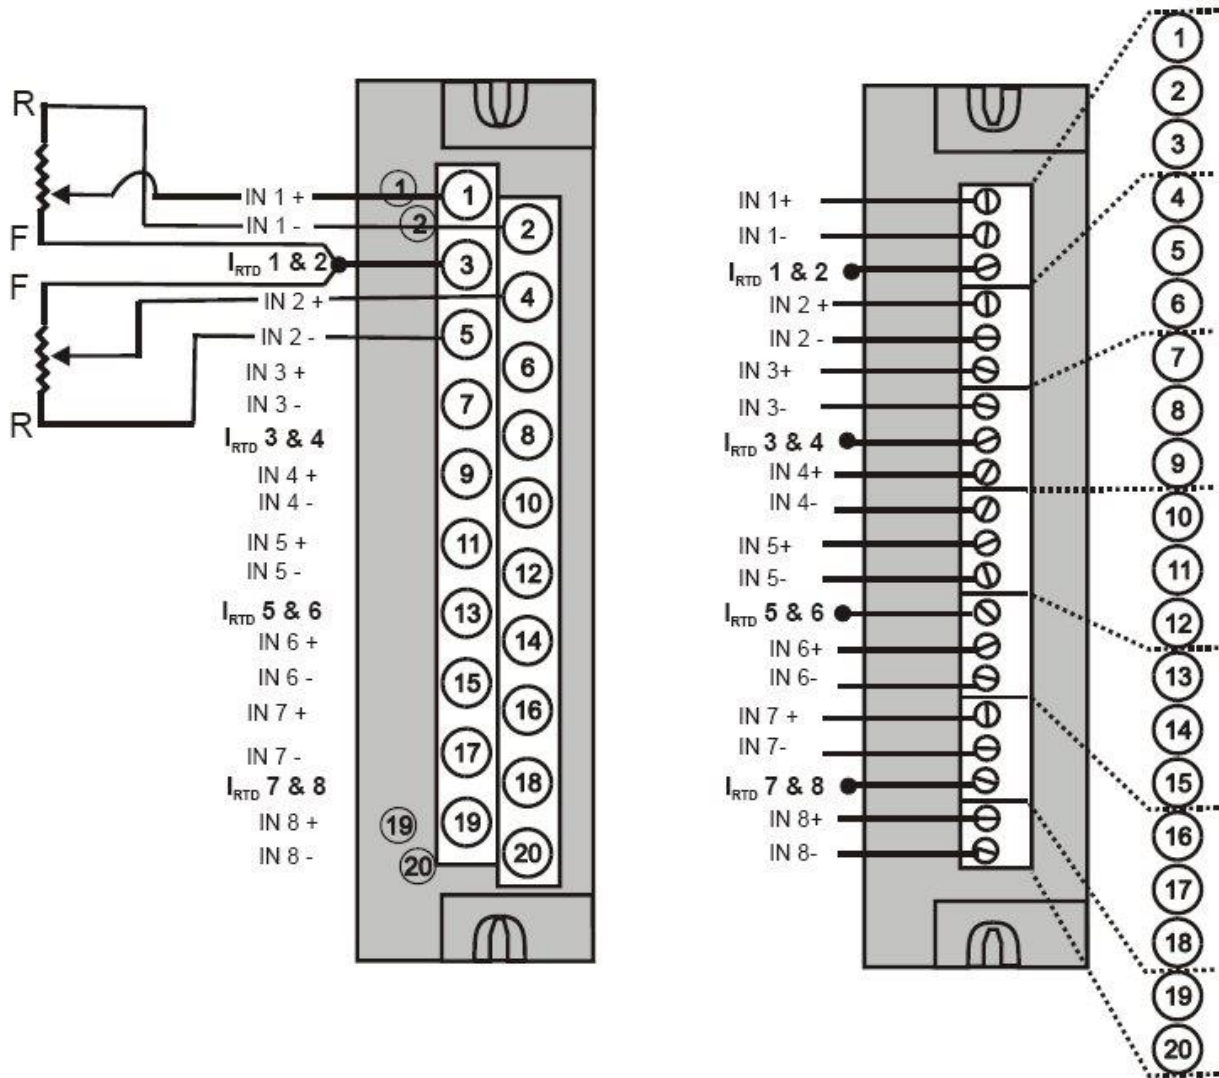 R
F
F
R
IN 1 +
IN 1 -
IRTD 1 & 2
IN 2 +
IN 2 -
IN 3 +
IN 3 -
IRTD 3 & 4
IN 4 +
IN 4 -
IN 5 +
IN 5 -
IRTD 5 & 6
IN 6 +
IN 6 -
IN 7 +
IN 7 -
IRTD 7 & 8
IN 8 +
IN 8 -
1
2
19
20
1
2
3
4
5
6
7
8
9
10
11
12
13
14
15
16
17
18
19
20
IN 1+
IN 1-
IRTD 1 & 2
IN 2 +
IN 2 -
IN 3+
IN 3-
IRTD 3 & 4
IN 4+
IN 4-
IN 5+
IN 5-
IRTD 5 & 6
IN 6+
IN 6-
IN 7 +
IN 7-
IRTD 7 & 8
IN 8+
IN 8-
1
2
3
4
5
6
7
8
9
10
11
12
13
14
15
16
17
18
19
20